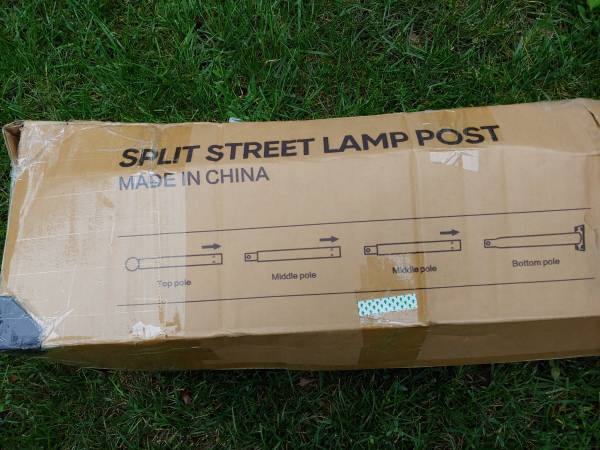 SPLIT STREET LAMP POST
MADE IN CHINA
Top pole
Middle pole
Middle pole
Bottom pole